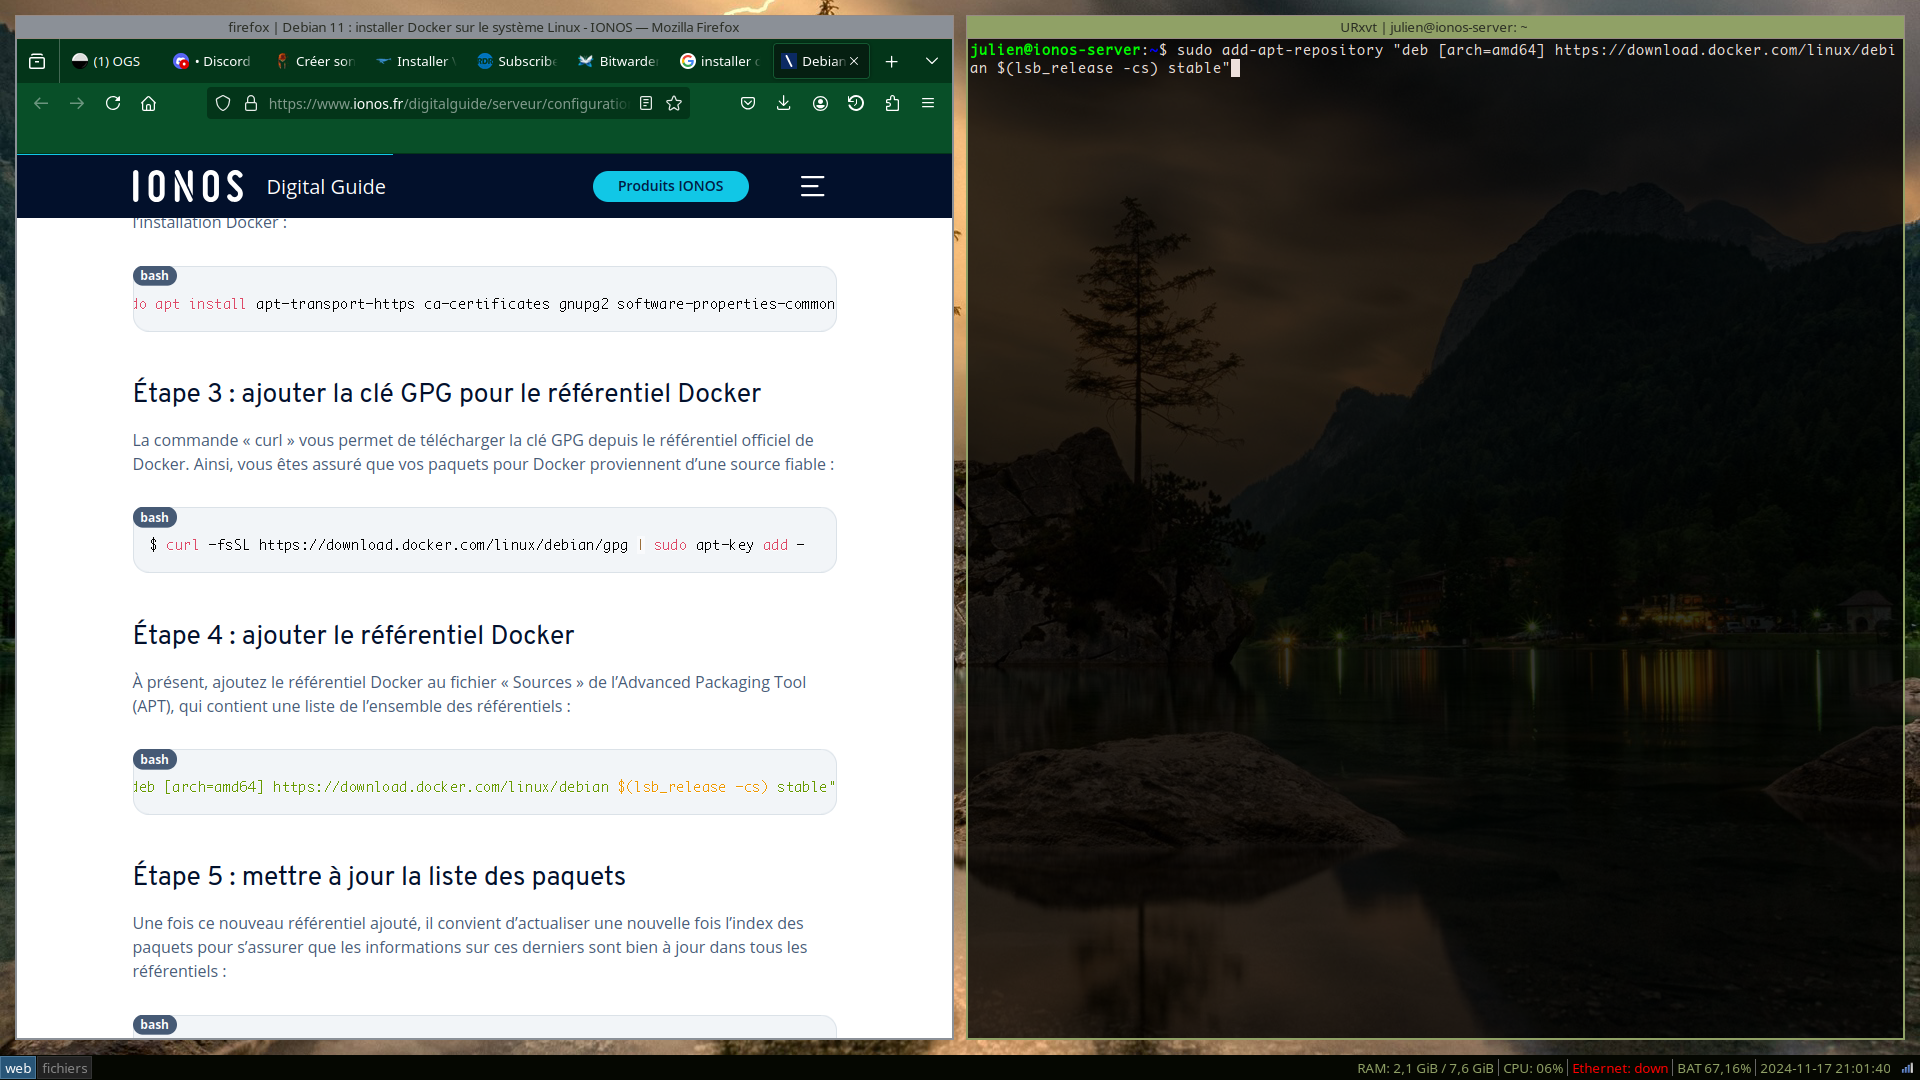 firefox | Debian 11 : installer Docker sur le système Linux - IONOS — Mozilla Firefox
(1) OGS
• Discord
Créer son
Installer
Subscribe
Bitwarde
installer
Debian
https://www.ionos.fr/digitalguide/serveur/configuratio
IONOS Digital Guide
Produits IONOS
l'installation Docker :
bash
do apt install apt-transport-https ca-certificates gnupg2 software-properties-common
Étape 3 : ajouter la clé GPG pour le référentiel Docker
La commande « curl » vous permet de télécharger la clé GPG depuis le référentiel officiel de
Docker. Ainsi, vous êtes assuré que vos paquets pour Docker proviennent d’une source fiable :
bash
$ curl -fsSL https://download.docker.com/linux/debian/gpg | sudo apt-key add -
Étape 4 : ajouter le référentiel Docker
À présent, ajoutez le référentiel Docker au fichier « Sources » de l’Advanced Packaging Tool
(APT), qui contient une liste de l’ensemble des référentiels :
bash
deb [arch=amd64] https://download.docker.com/linux/debian $(lsb_release -cs) stable"
Étape 5 : mettre à jour la liste des paquets
Une fois ce nouveau référentiel ajouté, il convient d’actualiser une nouvelle fois l’index des
paquets pour s’assurer que les informations sur ces derniers sont bien à jour dans tous les
référentiels :
bash
URxvt | julien@ionos-server: ~
julien@ionos-server:~$ sudo add-apt-repository "deb [arch=amd64] https://download.docker.com/linux/debi
an $(lsb_release -cs) stable"
web
fichiers
RAM: 2,1 GiB / 7,6 GiB | CPU: 06% | Ethernet: down | BAT 67,16% | 2024-11-17 21:01:40